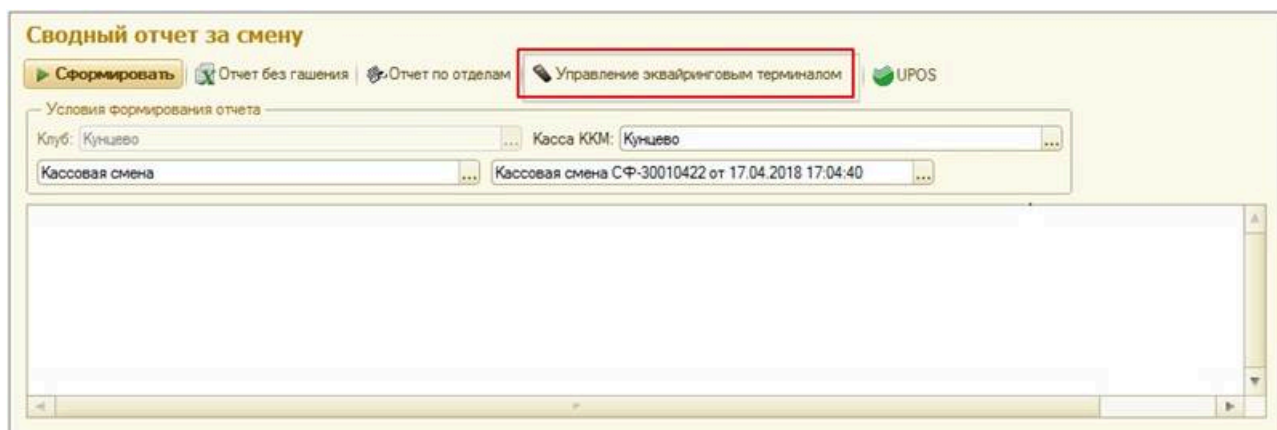 Сводный отчет за смену
Сформировать Отчет без гашения Отчет по отделам Управление эквайринговым терминалом UPOS
Условия формирования отчета
Клуб: Кунцево ... Касса ККМ: Кунцево ...
Кассовая смена ... Кассовая смена СФ-30010422 от 17.04.2018 17:04:40 ...